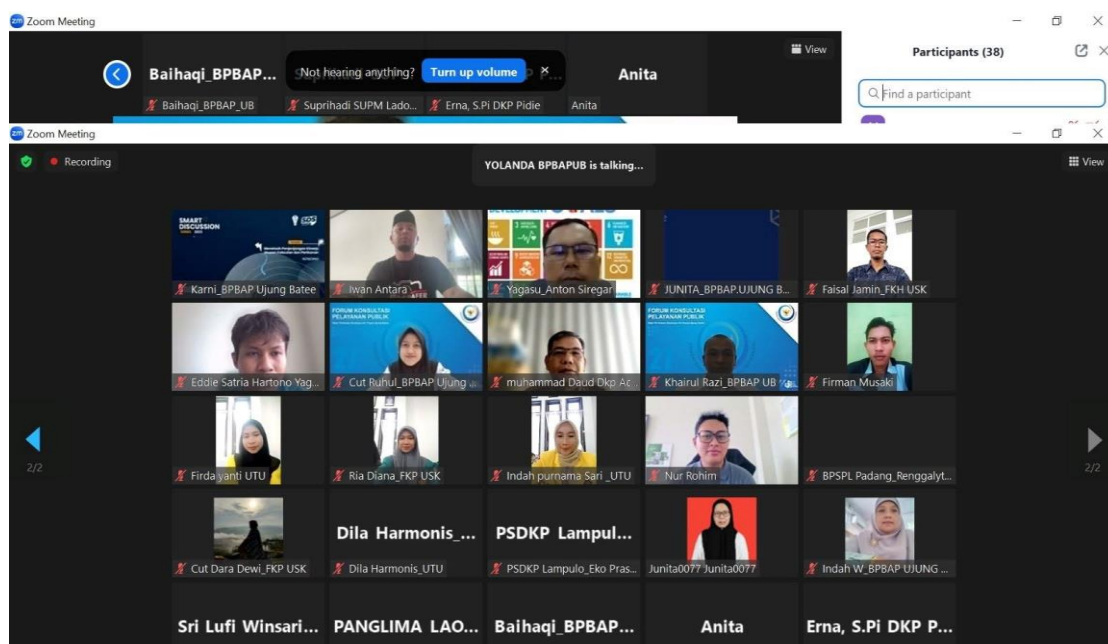 Zoom Meeting
View
Participants (38)
Baihaqi_BPBAP...
Not hearing anything?
Turn up volume
Anita
Find a participant
Baihaqi_BPBAP_UB
Suprihadi SUPM Lado...
Erna, S.Pi DKP Pidie
Anita
Zoom Meeting
Recording
YOLANDA BPBAPUB is talking...
View
SMART
DISCUSSION
SDS
Karni_BPBAP Ujung Batee
Iwan Antara
Yagasu_Anton Siregar
JUNITA_BPBAP.UJUNG B...
Faisal Jamin_FKH USK
FORUM KONSULTASI
PELAYANAN PUBLIK
FORUM KONSULTASI
PELAYANAN PUBLIK
Eddie Satria Hartono Yag...
Cut Ruhul_BPBAP Ujung ...
muhammad Daud Dkp Ac...
Khairul Razi_BPBAP UB
Firman Musaki
2/2
2/2
Firda yanti UTU
Ria Diana_FKP USK
Indah purnama Sari _UTU
Nur Rohim
BPSPL Padang_Renggalyt...
Dila Harmonis_...
PSDKP Lampul...
Cut Dara Dewi_FKP USK
Dila Harmonis_UTU
PSDKP Lampulo_Eko Pras...
Junita0077 Junita0077
Indah W_BPBAP UJUNG ...
Sri Lufi Winsari...
PANGLIMA LAO...
Baihaqi_BPBAP...
Anita
Erna, S.Pi DKP P...